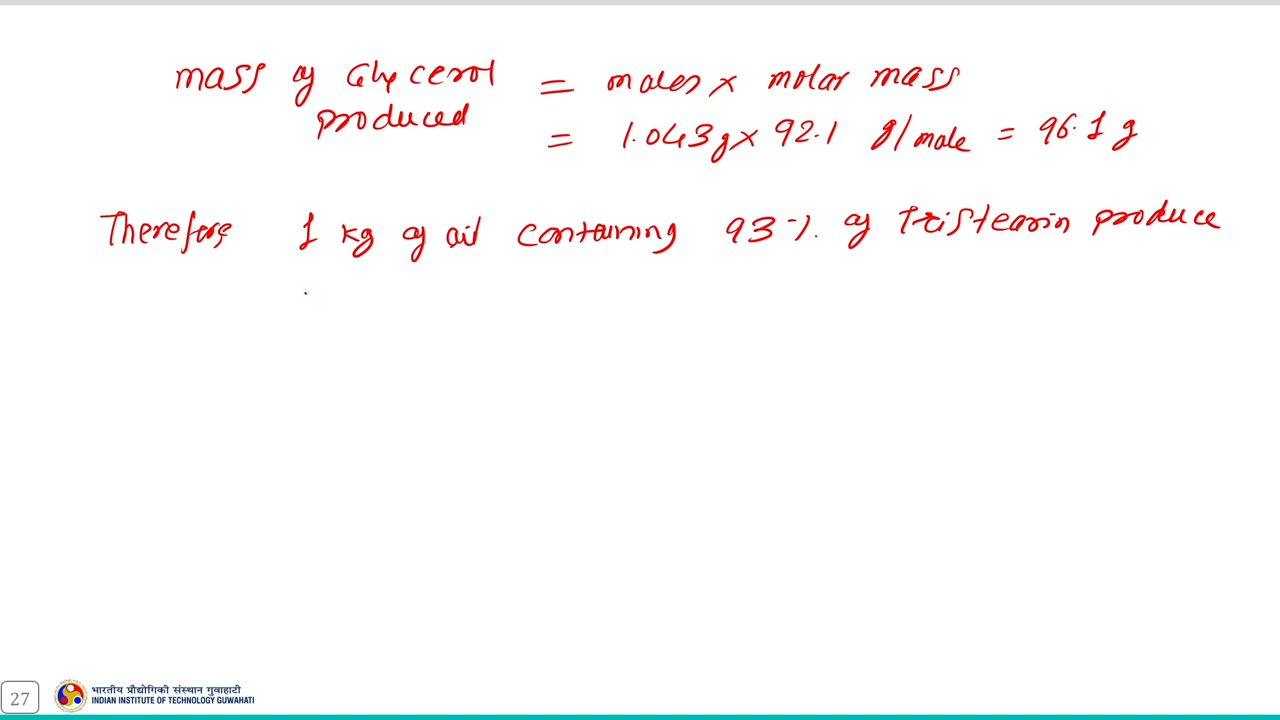 mass of Glycerol = moles x molar mass
produced
= 1.043g x 92.1 g/mole = 96.1 g
Therefore 1 kg of oil containing 93 %. of Tristearin produce
27
भारतीय प्रौद्योगिकी संस्थान गुवाहाटी
INDIAN INSTITUTE OF TECHNOLOGY GUWAHATI